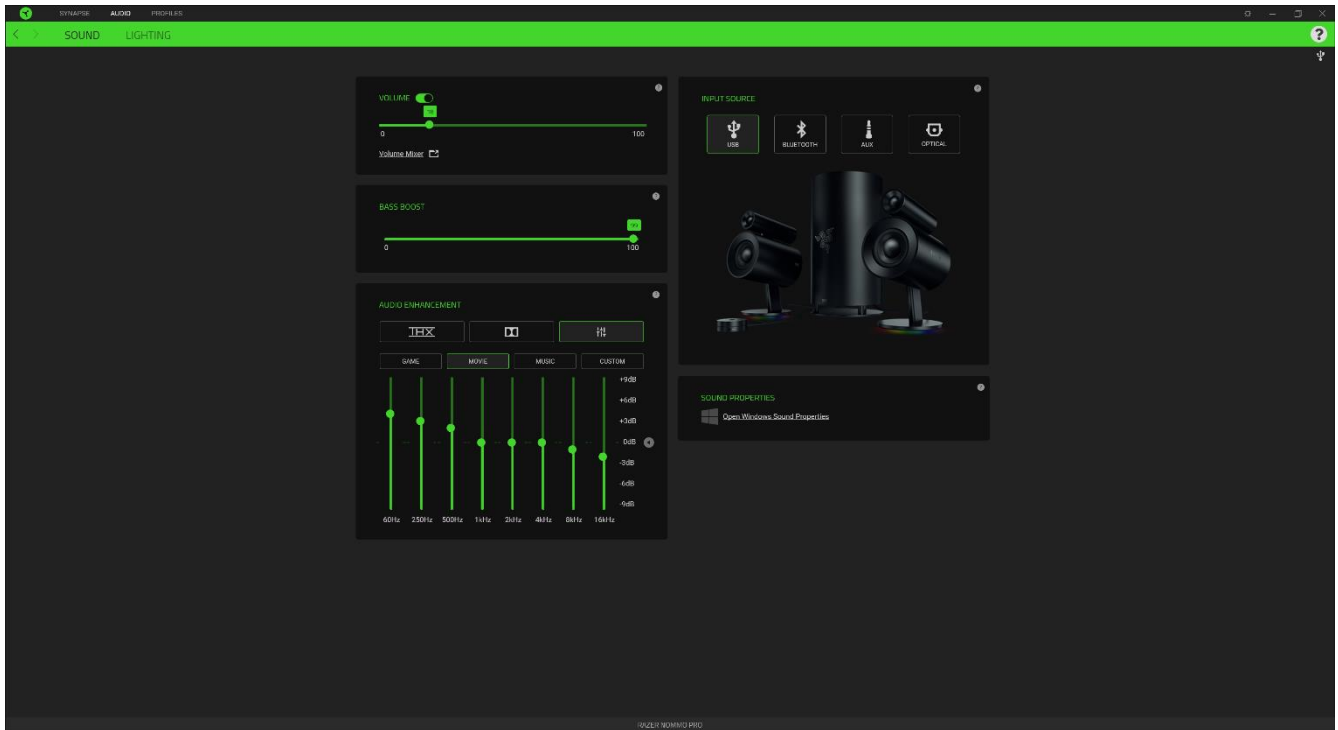 SYNAPSE AUDIO PROFILES
SOUND LIGHTING ?
VOLUME
0 100
Volume Mixer
BASS BOOST
100
0 100
AUDIO ENHANCEMENT
THX
GAME MOVIE MUSIC CUSTOM
+9dB
+6dB
+3dB
0dB
-3dB
-6dB
-9dB
60Hz 250Hz 500Hz 1kHz 2kHz 4kHz 8kHz 16kHz
INPUT SOURCE
USB BLUETOOTH AUX OPTICAL
SOUND PROPERTIES
Open Windows Sound Properties
RAZER NOMMO PRO